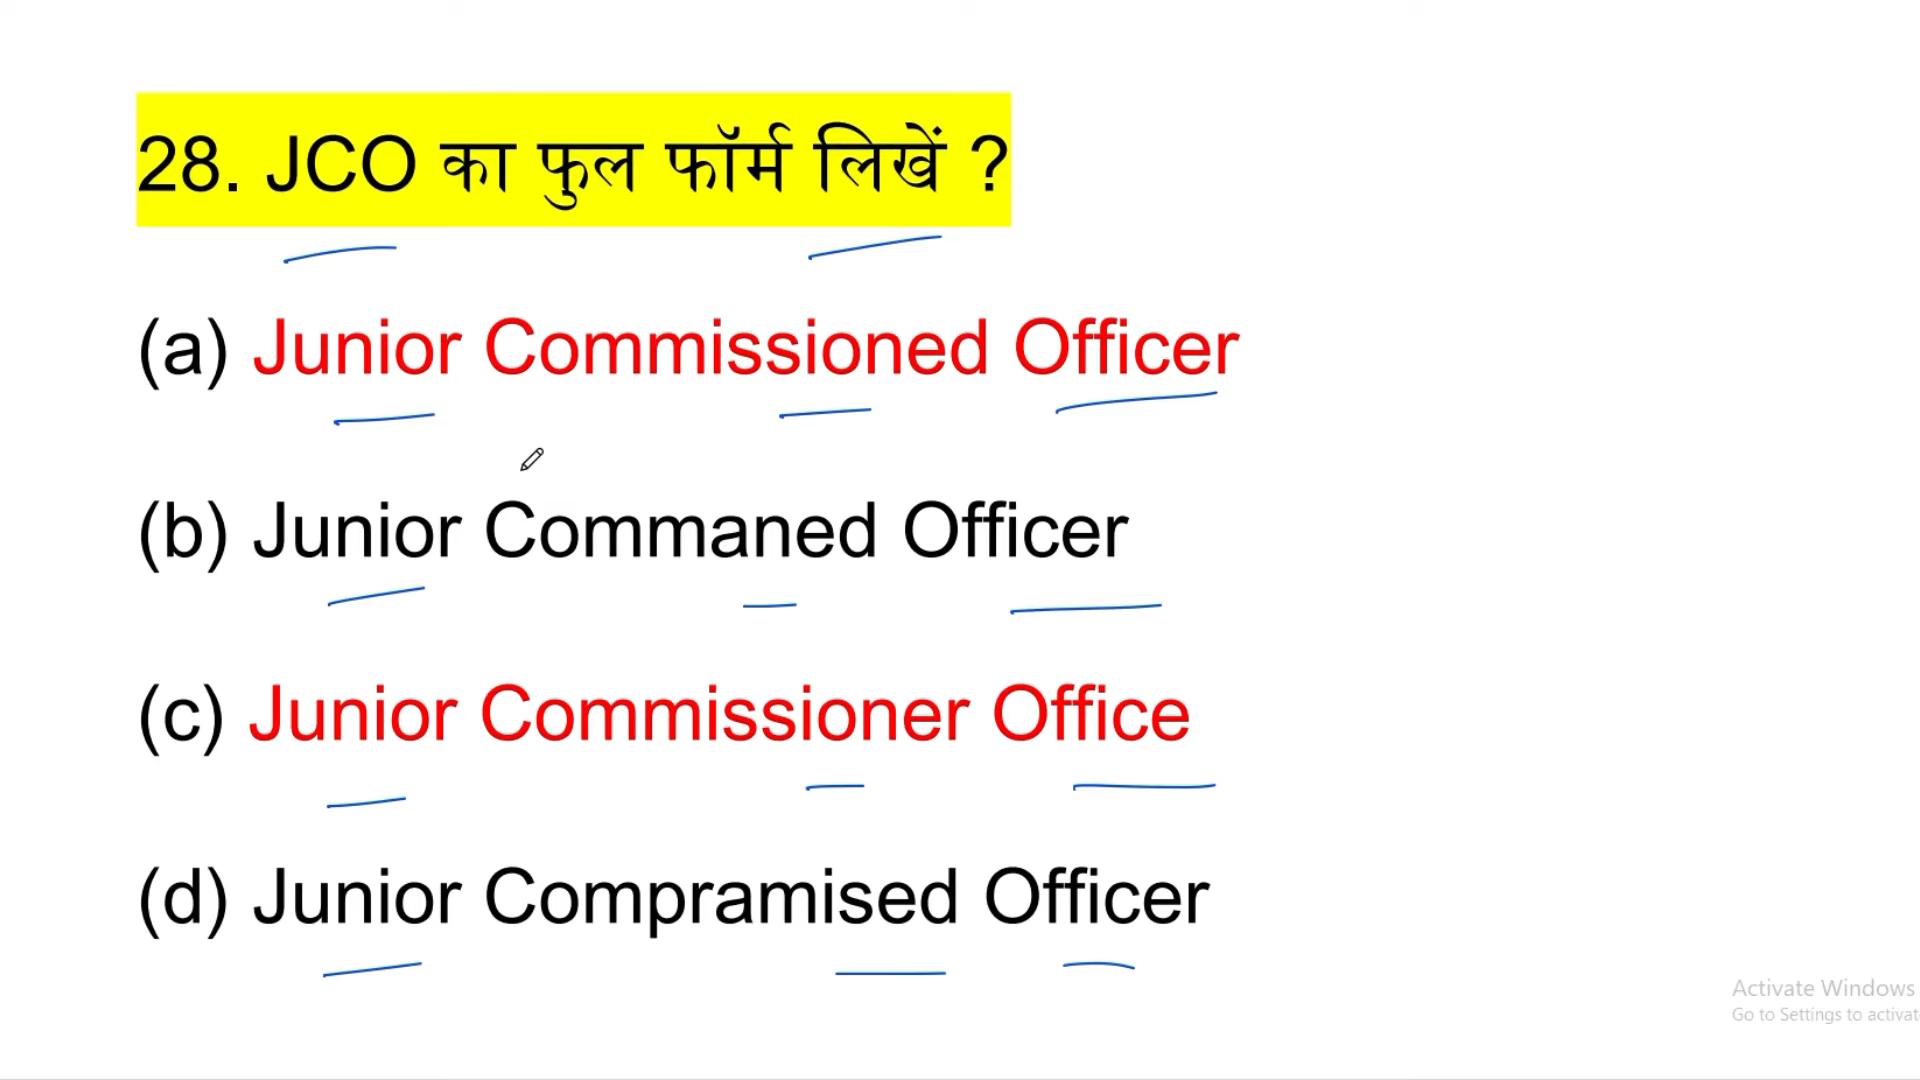 28. JCO का फुल फॉर्म लिखें ?
(a) Junior Commissioned Officer
(b) Junior Commaned Officer
(c) Junior Commissioner Office
(d) Junior Compramised Officer
Activate Windows
Go to Settings to activat